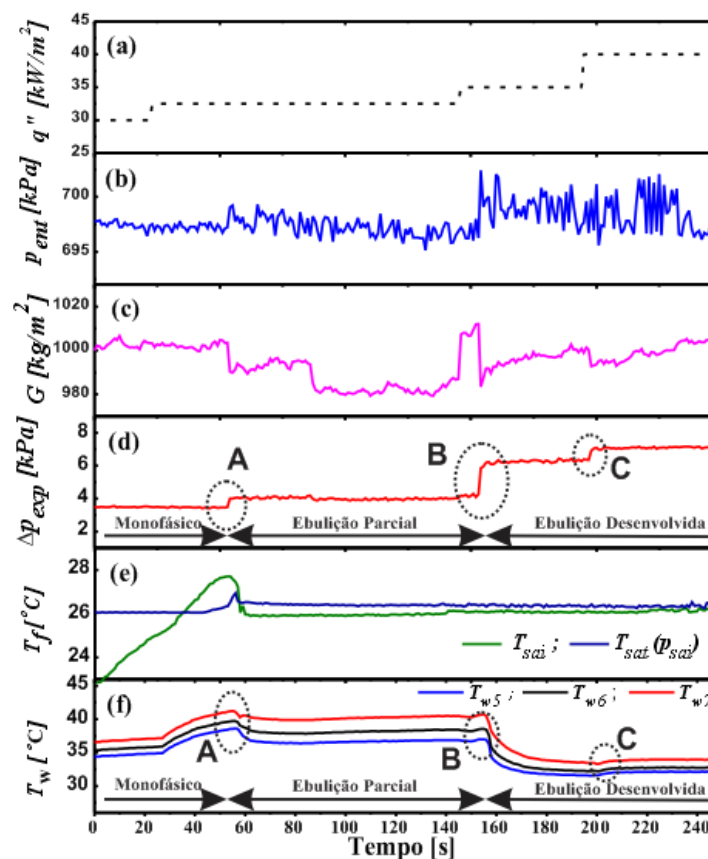 45
40
35
30
25
q" [kW/m²]
(a)
700
695
p_ent [kPa]
(b)
1020
1000
980
G [kg/m²]
(c)
8
6
4
2
Δp_exp [kPa]
(d)
A
B
C
Monofásico
Ebulição Parcial
Ebulição Desenvolvida
28
26
24
T_f [°C]
(e)
T_sai ;
T_sat (p_sai)
45
40
35
30
T_w [°C]
(f)
T_w5 ;
T_w6 ;
A
B
C
Monofásico
Ebulição Parcial
Ebulição Desenvolvida
0 20 40 60 80 100 120 140 160 180 200 220
Tempo [s]